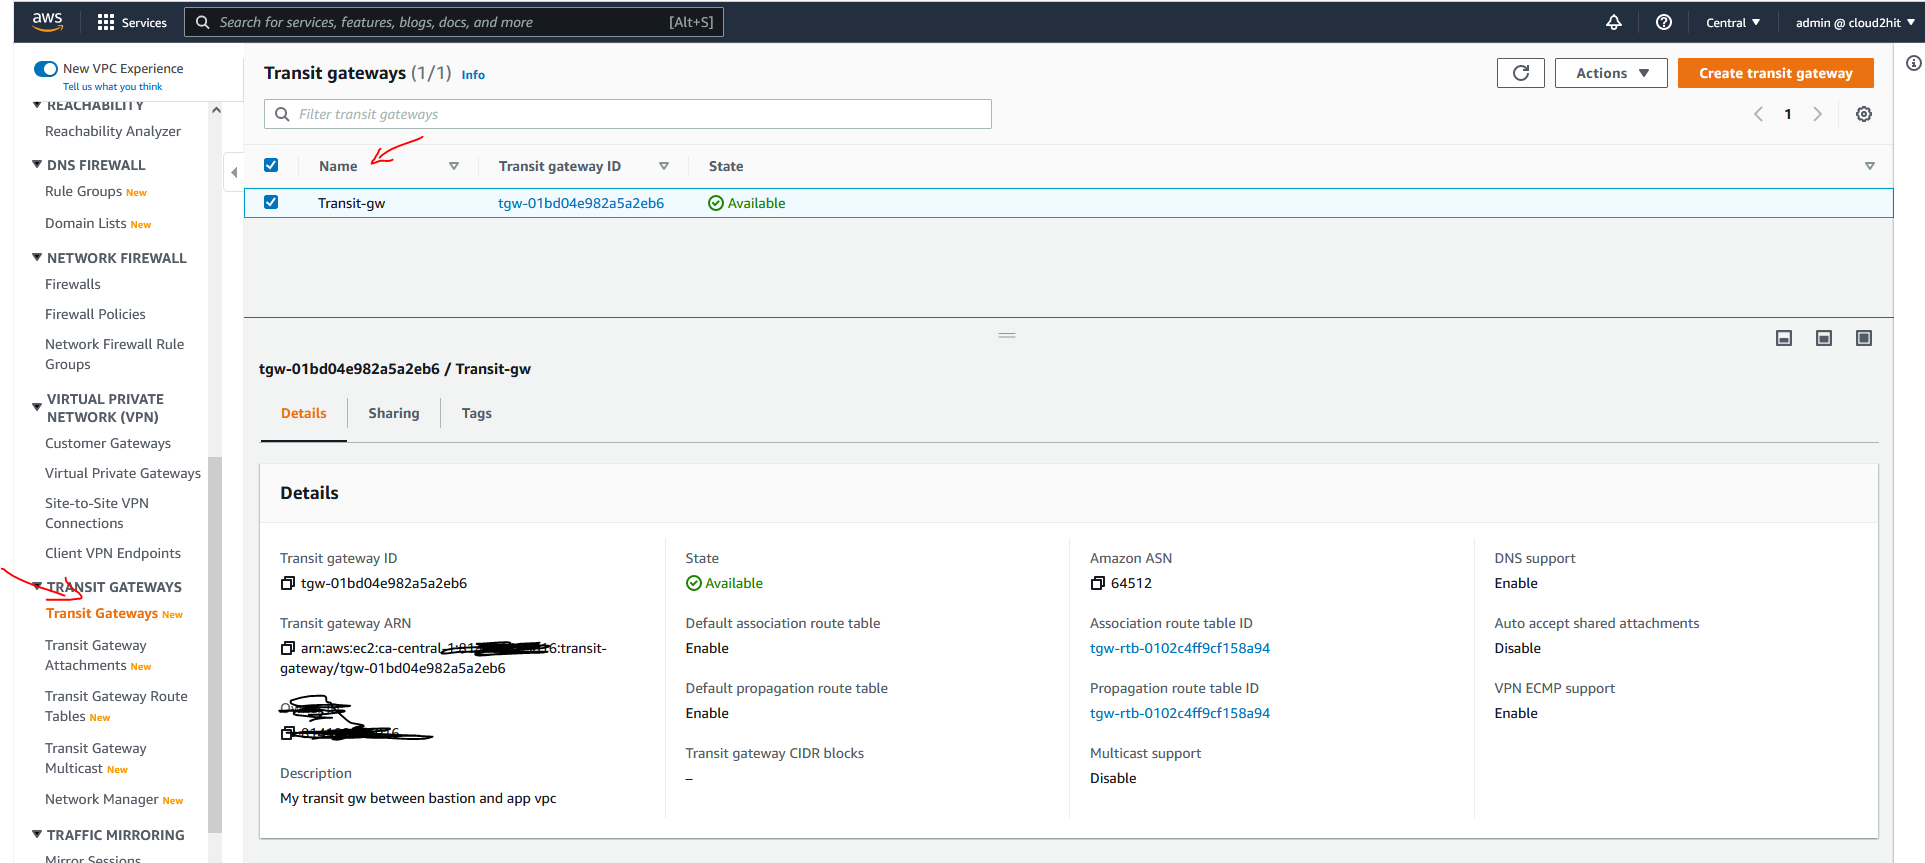 aws Services Search for services, features, blogs, docs, and more [Alt+S] Central admin @ cloud2hit
New VPC Experience
Tell us what you think
REACHABILITY
Reachability Analyzer
DNS FIREWALL
Rule Groups New
Domain Lists New
NETWORK FIREWALL
Firewalls
Firewall Policies
Network Firewall Rule
Groups
VIRTUAL PRIVATE
NETWORK (VPN)
Customer Gateways
Virtual Private Gateways
Site-to-Site VPN
Connections
Client VPN Endpoints
TRANSIT GATEWAYS
Transit Gateways New
Transit Gateway
Attachments New
Transit Gateway Route
Tables New
Transit Gateway
Multicast New
Network Manager New
TRAFFIC MIRRORING
Mirror Sessions
Transit gateways (1/1) Info
Actions
Create transit gateway
Filter transit gateways
1
Name Transit gateway ID State
Transit-gw tgw-01bd04e982a5a2eb6 Available
tgw-01bd04e982a5a2eb6 / Transit-gw
Details Sharing Tags
Details
Transit gateway ID
tgw-01bd04e982a5a2eb6
Transit gateway ARN
arn:aws:ec2:ca-central-1:81 16:transit-
gateway/tgw-01bd04e982a5a2eb6
Description
My transit gw between bastion and app vpc
State
Available
Default association route table
Enable
Default propagation route table
Enable
Transit gateway CIDR blocks
–
Amazon ASN
64512
Association route table ID
tgw-rtb-0102c4ff9cf158a94
Propagation route table ID
tgw-rtb-0102c4ff9cf158a94
Multicast support
Disable
DNS support
Enable
Auto accept shared attachments
Disable
VPN ECMP support
Enable